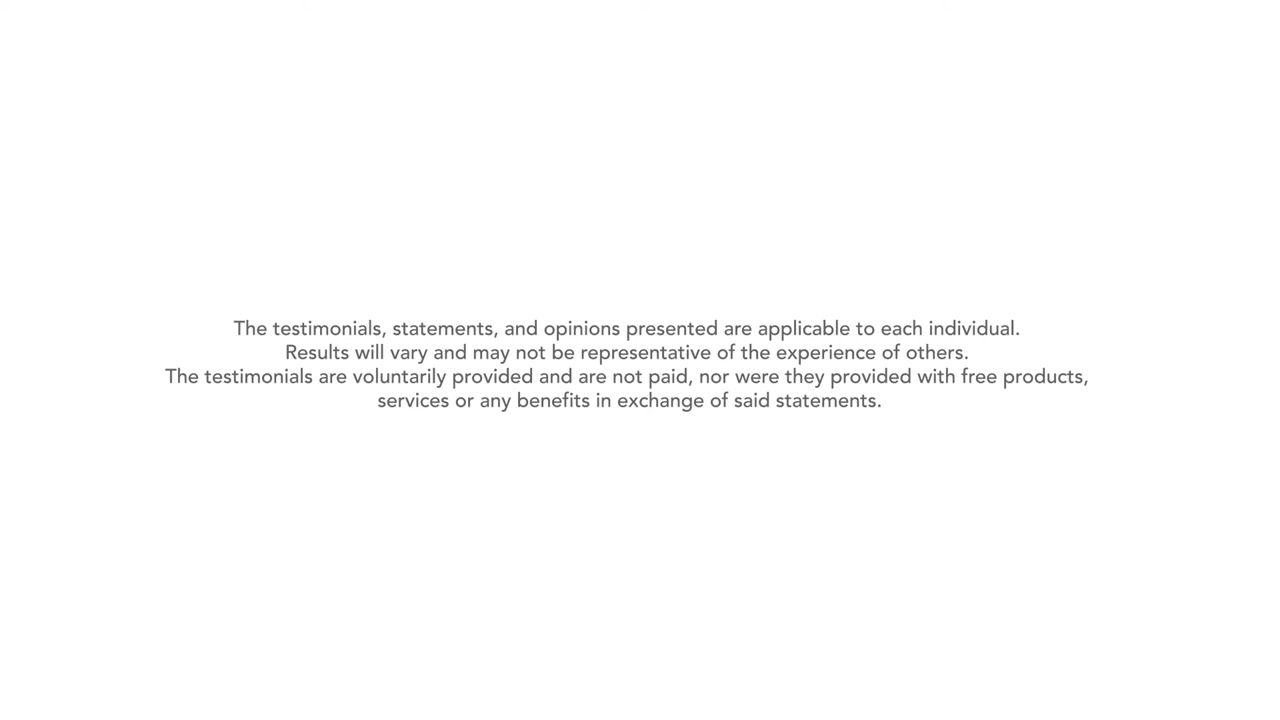 The testimonials, statements, and opinions presented are applicable to each individual.
Results will vary and may not be representative of the experience of others.
The testimonials are voluntarily provided and are not paid, nor were they provided with free products,
services or any benefits in exchange of said statements.